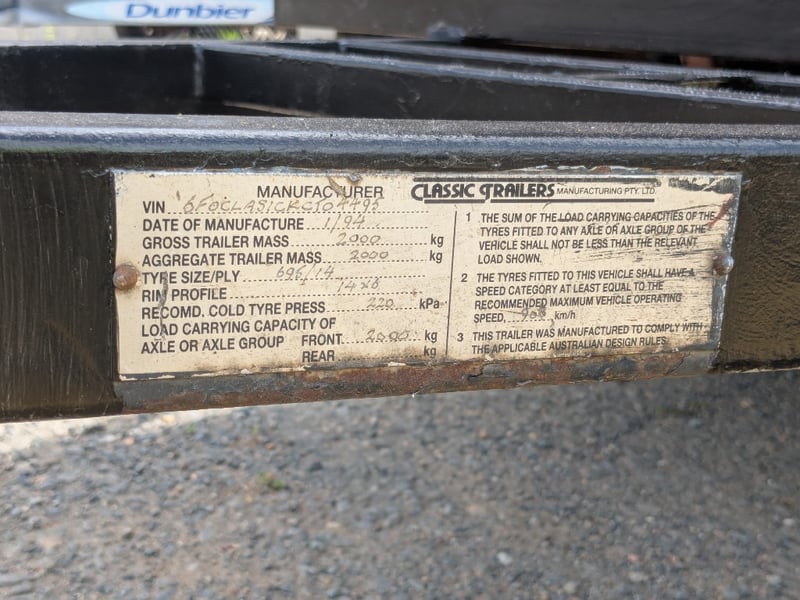 Dunbier
MANUFACTURER CLASSIC TRAILERS MANUFACTURING PTY. LTD.
VIN 6F0CLASICRCTO4495
DATE OF MANUFACTURE 1/94
GROSS TRAILER MASS 2000 kg
AGGREGATE TRAILER MASS 2000 kg
TYRE SIZE/PLY 695/14
RIM PROFILE 14x6
RECOMD. COLD TYRE PRESS 220 kPa
LOAD CARRYING CAPACITY OF
AXLE OR AXLE GROUP FRONT 2000 kg
REAR kg
1 THE SUM OF THE LOAD CARRYING CAPACITIES OF THE
TYRES FITTED TO ANY AXLE OR AXLE GROUP OF THE
VEHICLE SHALL NOT BE LESS THAN THE RELEVANT
LOAD SHOWN.
2 THE TYRES FITTED TO THIS VEHICLE SHALL HAVE A
SPEED CATEGORY AT LEAST EQUAL TO THE
RECOMMENDED MAXIMUM VEHICLE OPERATING
SPEED, km/h
3 THIS TRAILER WAS MANUFACTURED TO COMPLY WITH
THE APPLICABLE AUSTRALIAN DESIGN RULES